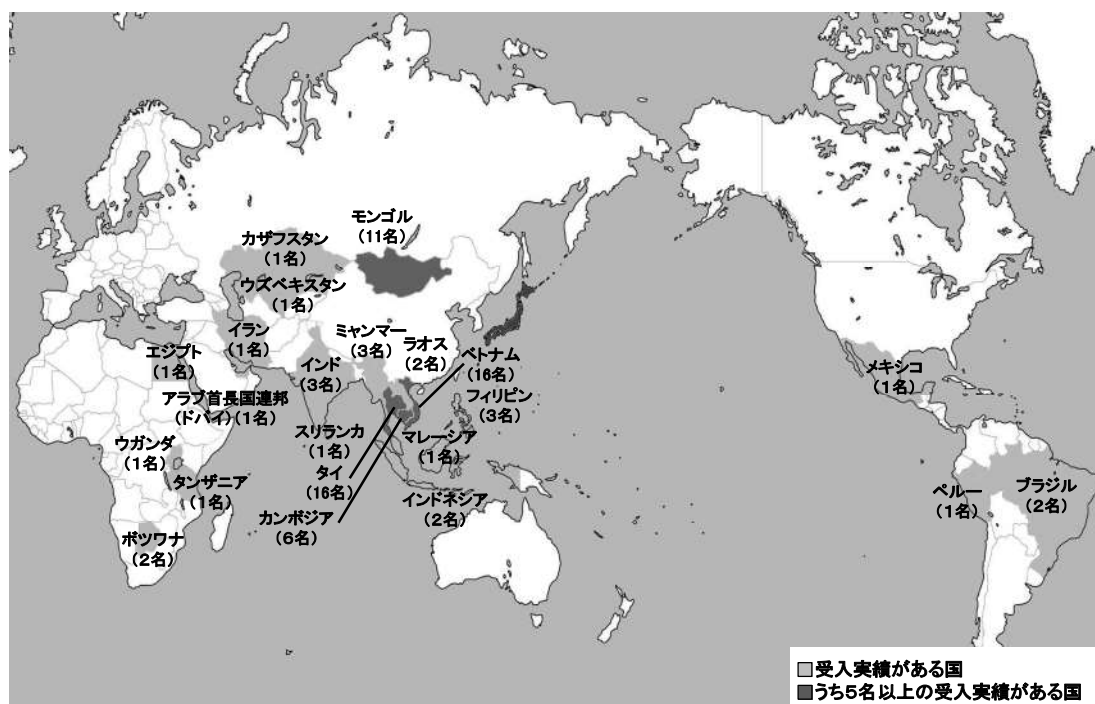 モンゴル
（11名）
カザフスタン
（1名）
ウズベキスタン
（1名）
イラン
（1名）
ミャンマー
（3名）
ラオス
（2名）
ベトナム
（16名）
エジプト
（1名）
インド
（3名）
フィリピン
（3名）
アラブ首長国連邦
（ドバイ）（1名）
メキシコ
（1名）
ウガンダ
（1名）
スリランカ
（1名）
マレーシア
（1名）
タンザニア
（1名）
タイ
（16名）
インドネシア
（2名）
カンボジア
（6名）
ボツワナ
（2名）
ペルー
（1名）
ブラジル
（2名）
受入実績がある国
うち５名以上の受入実績がある国